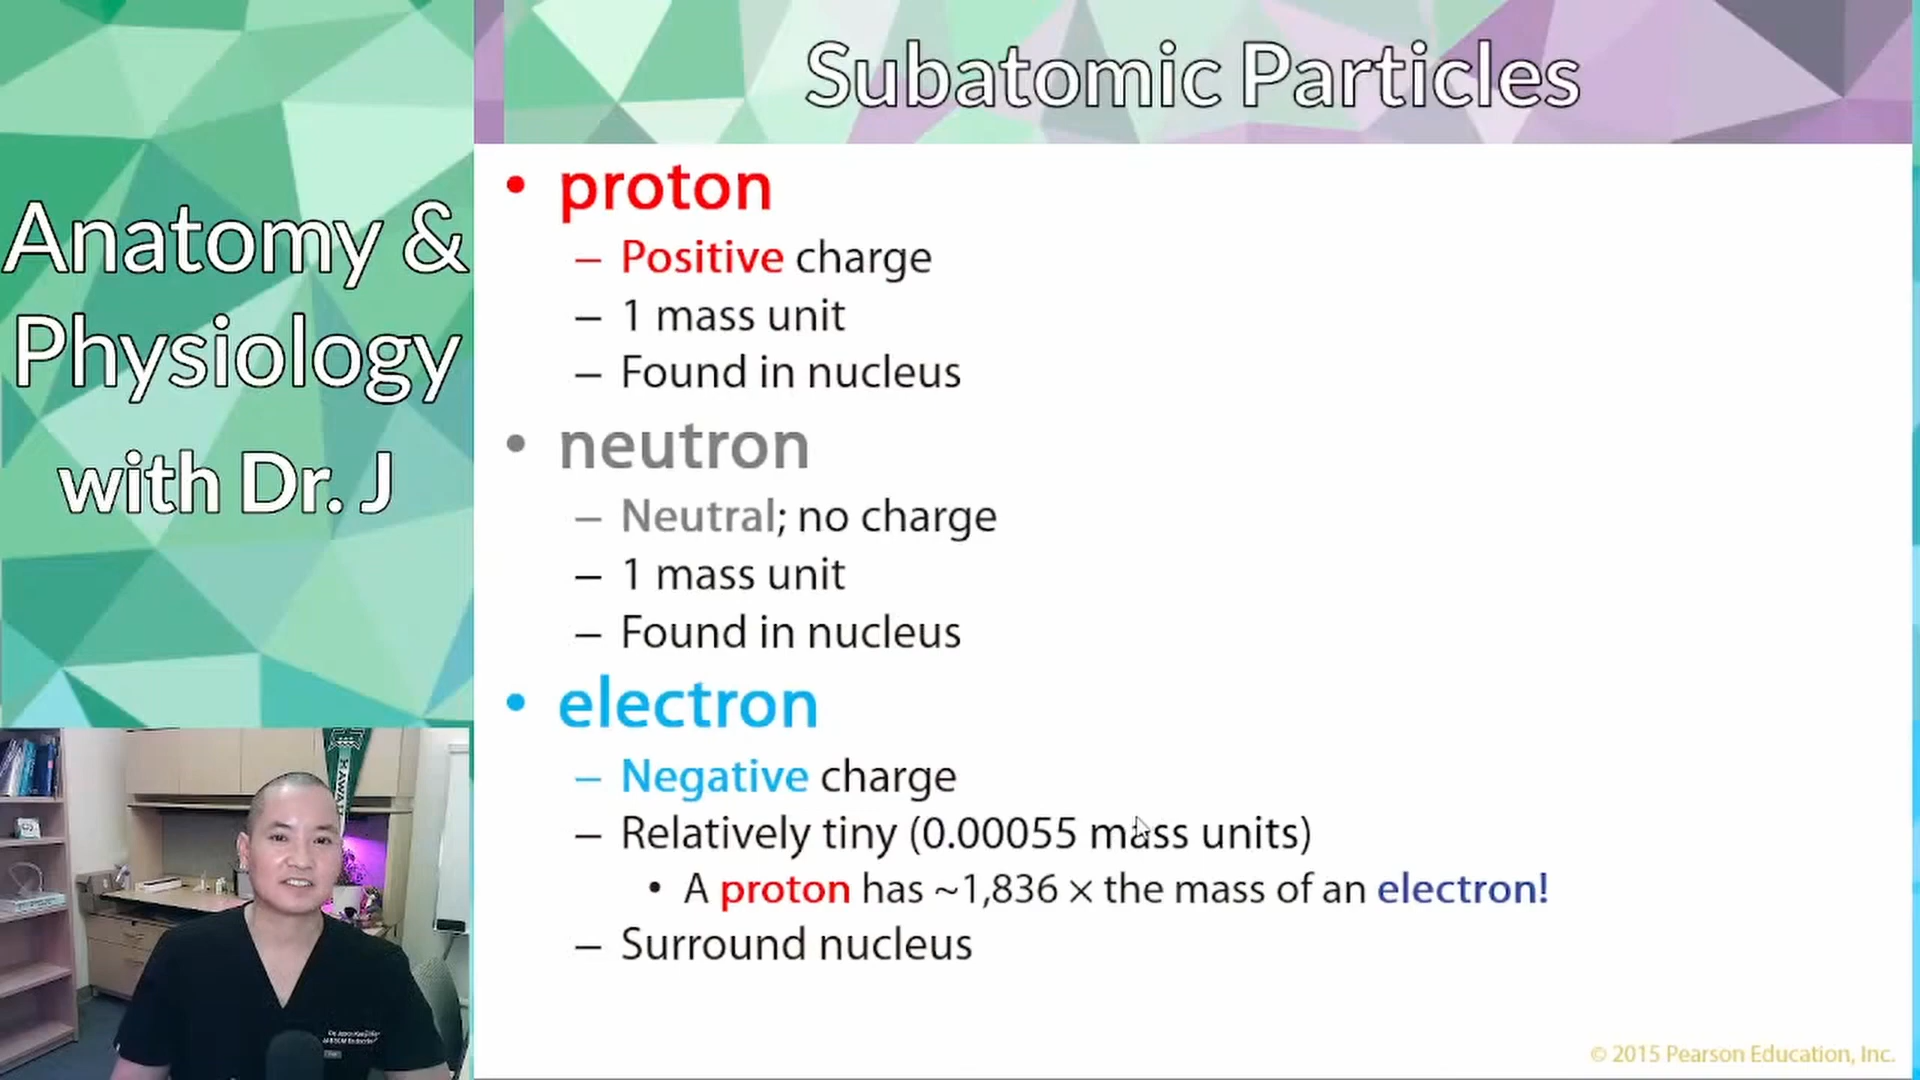 Subatomic Particles
Anatomy &
Physiology
with Dr. J
• proton
– Positive charge
– 1 mass unit
– Found in nucleus
• neutron
– Neutral; no charge
– 1 mass unit
– Found in nucleus
• electron
– Negative charge
– Relatively tiny (0.00055 mass units)
• A proton has ~1,836 × the mass of an electron!
– Surround nucleus
HAWAI
© 2015 Pearson Education, Inc.